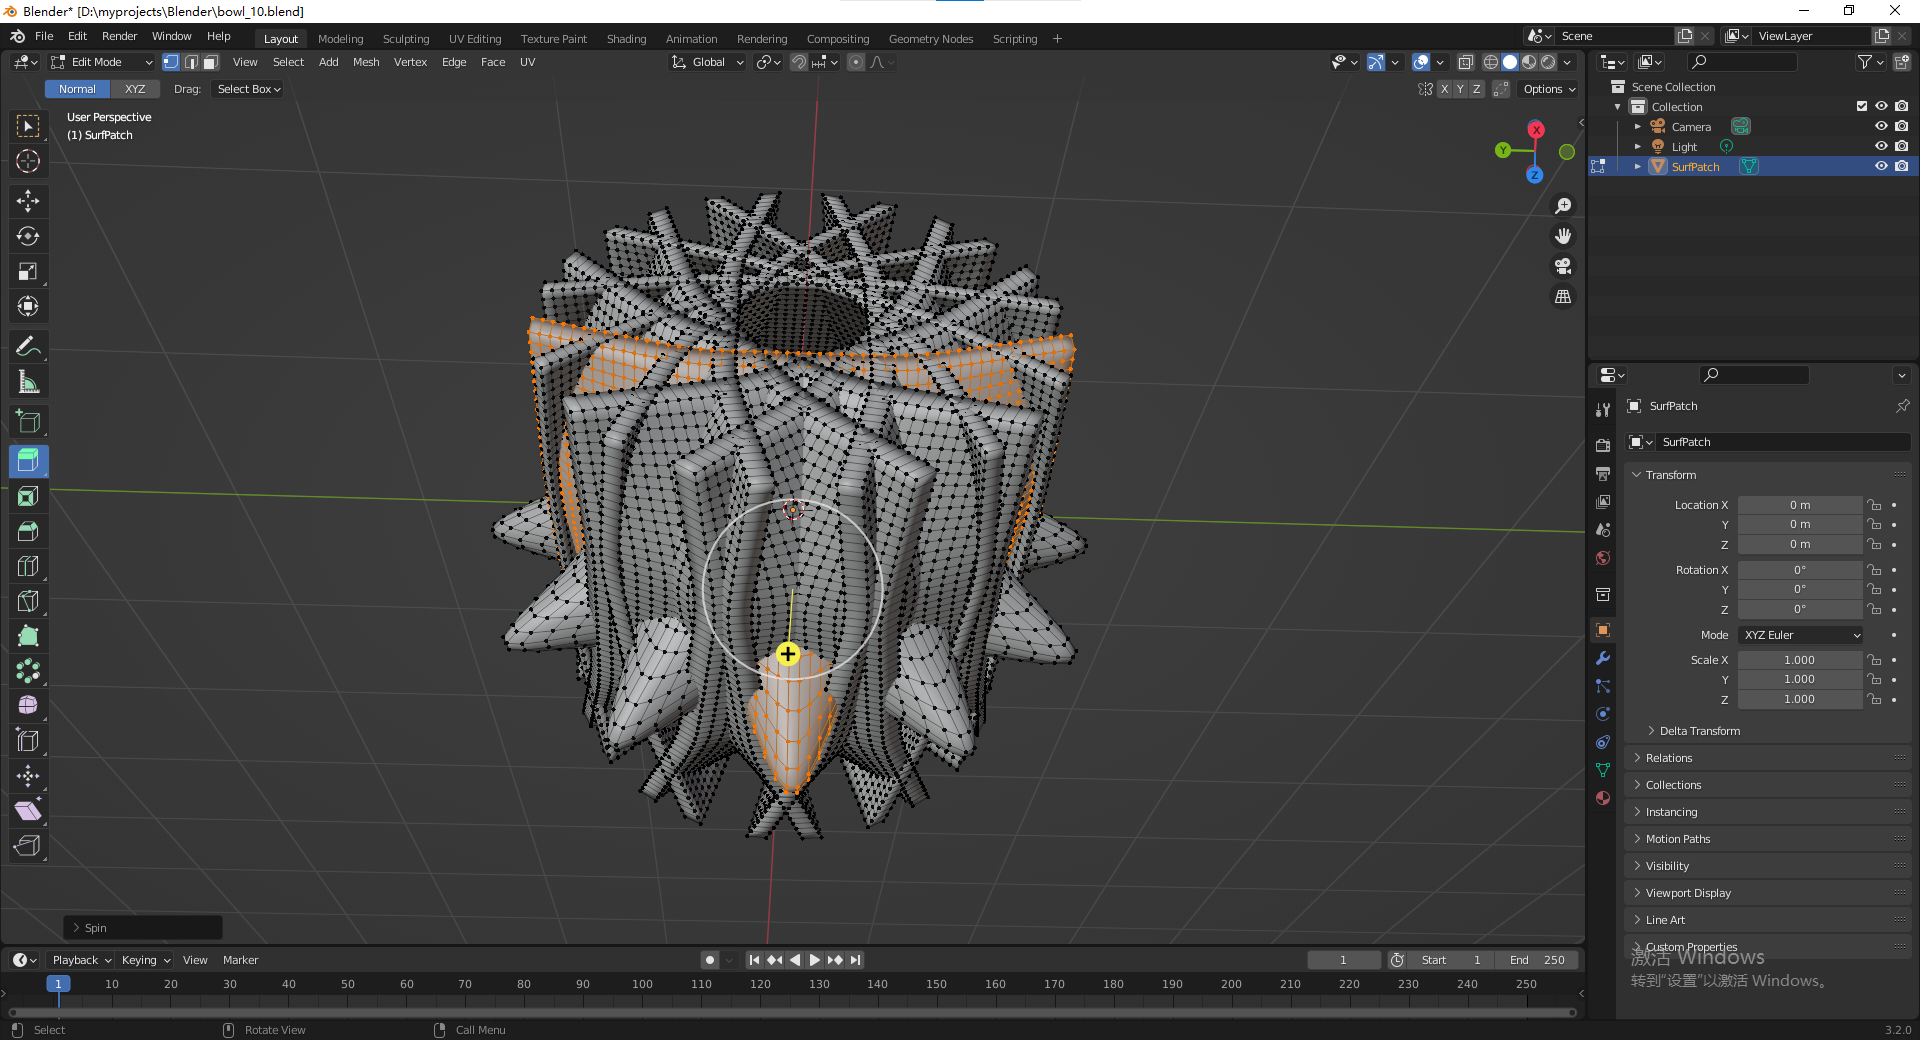 Blender* [D:\myprojects\Blender\bowl_10.blend]
File Edit Render Window Help Layout Modeling Sculpting UV Editing Texture Paint Shading Animation Rendering Compositing Geometry Nodes Scripting + Scene ViewLayer
Edit Mode View Select Add Mesh Vertex Edge Face UV Global
Normal XYZ Drag: Select Box X Y Z Options
User Perspective
(1) SurfPatch
X
Y
Z
Scene Collection
Collection
Camera
Light
SurfPatch
SurfPatch
SurfPatch
Transform
Location X 0 m
Y 0 m
Z 0 m
Rotation X 0°
Y 0°
Z 0°
Mode XYZ Euler
Scale X 1.000
Y 1.000
Z 1.000
Delta Transform
Relations
Collections
Instancing
Motion Paths
Visibility
Viewport Display
Line Art
Custom Properties
激活 Windows
转到“设置”以激活 Windows。
Spin
Playback Keying View Marker 1 Start 1 End 250
1 10 20 30 40 50 60 70 80 90 100 110 120 130 140 150 160 170 180 190 200 210 220 230 240 250
Select Rotate View Call Menu 3.2.0